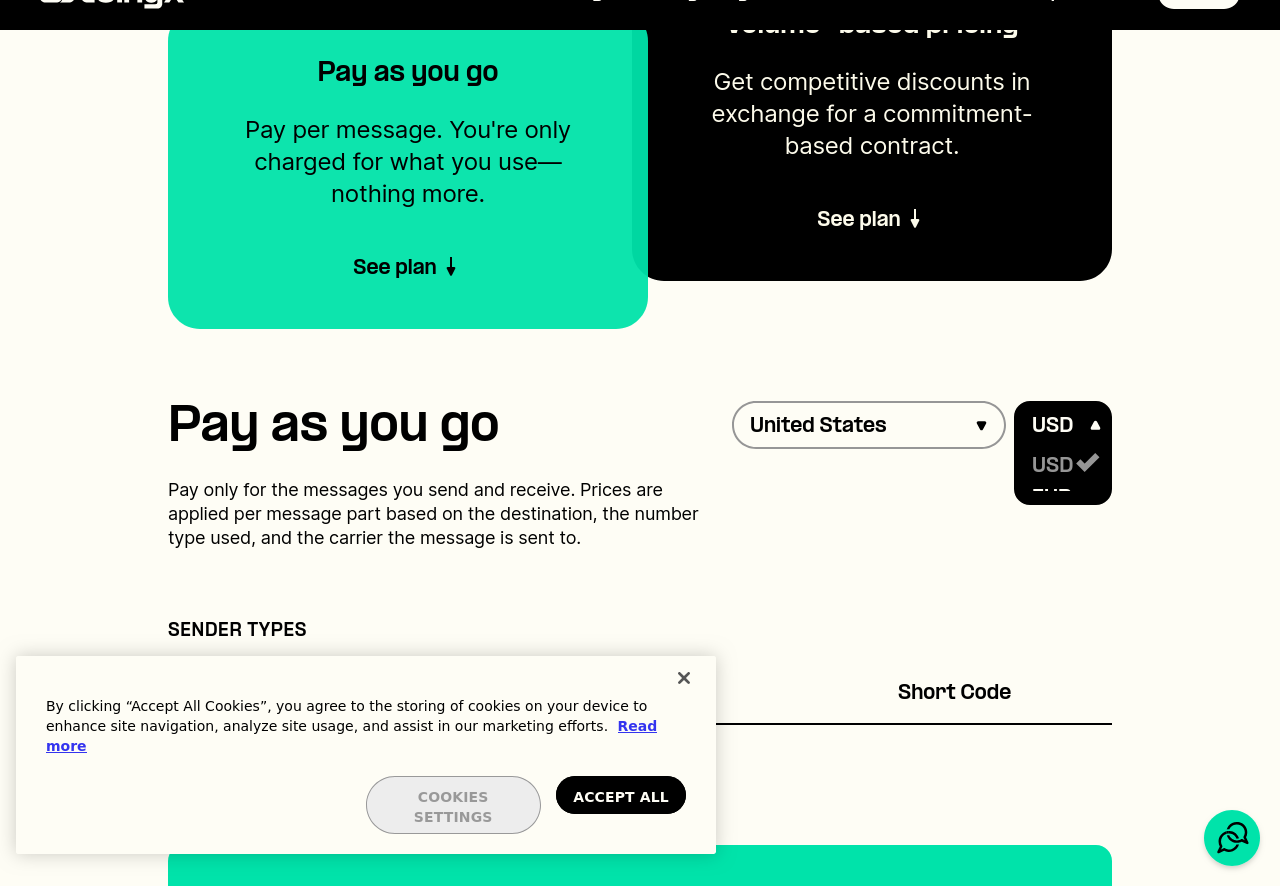 Volume-based pricing
Pay as you go
Get competitive discounts in
exchange for a commitment-
based contract.
Pay per message. You're only
charged for what you use—
nothing more.
See plan
See plan
Pay as you go
United States
USD
USD
EUR
Pay only for the messages you send and receive. Prices are
applied per message part based on the destination, the number
type used, and the carrier the message is sent to.
SENDER TYPES
Short Code
By clicking “Accept All Cookies”, you agree to the storing of cookies on your device to
enhance site navigation, analyze site usage, and assist in our marketing efforts. Read
more
COOKIES
SETTINGS
ACCEPT ALL